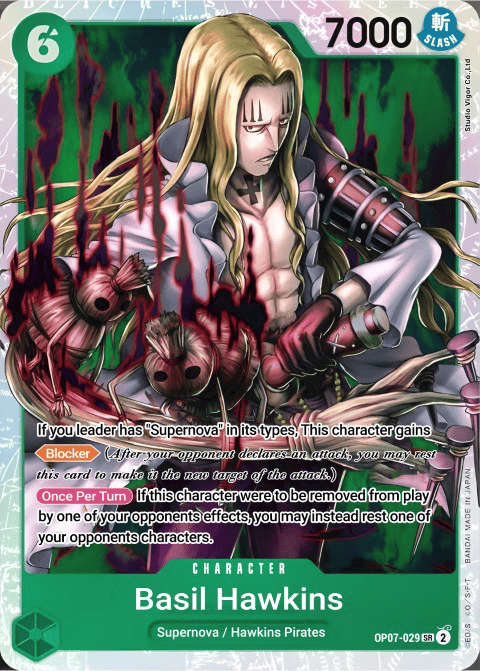 6
7000
斬
SLASH
Studio Vigor Co.,Ltd
If you leader has "Supernova" in its types, This character gains
Blocker (After your opponent declares an attack, you may rest
this card to make it the new target of the attack.)
Once Per Turn If this character were to be removed from play
by one of your opponents effects, you may instead rest one of
your opponents characters.
CHARACTER
Basil Hawkins
Supernova / Hawkins Pirates
OP07-029 SR 2
©E.O./S. ©O./S·F·T· BANDAI MADE IN JAPAN